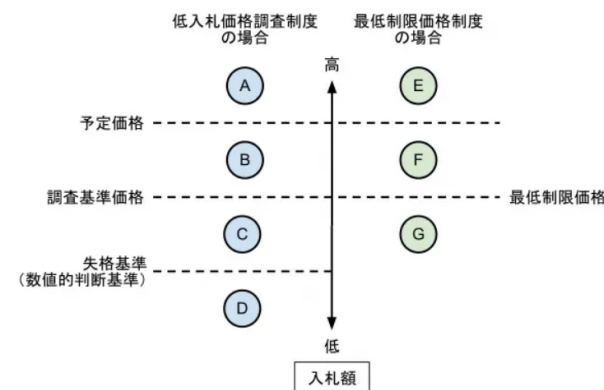 低入札価格調査制度
の場合
最低制限価格制度
の場合
高
A
E
予定価格
B
F
調査基準価格
最低制限価格
C
G
失格基準
（数値的判断基準）
D
低
入札額